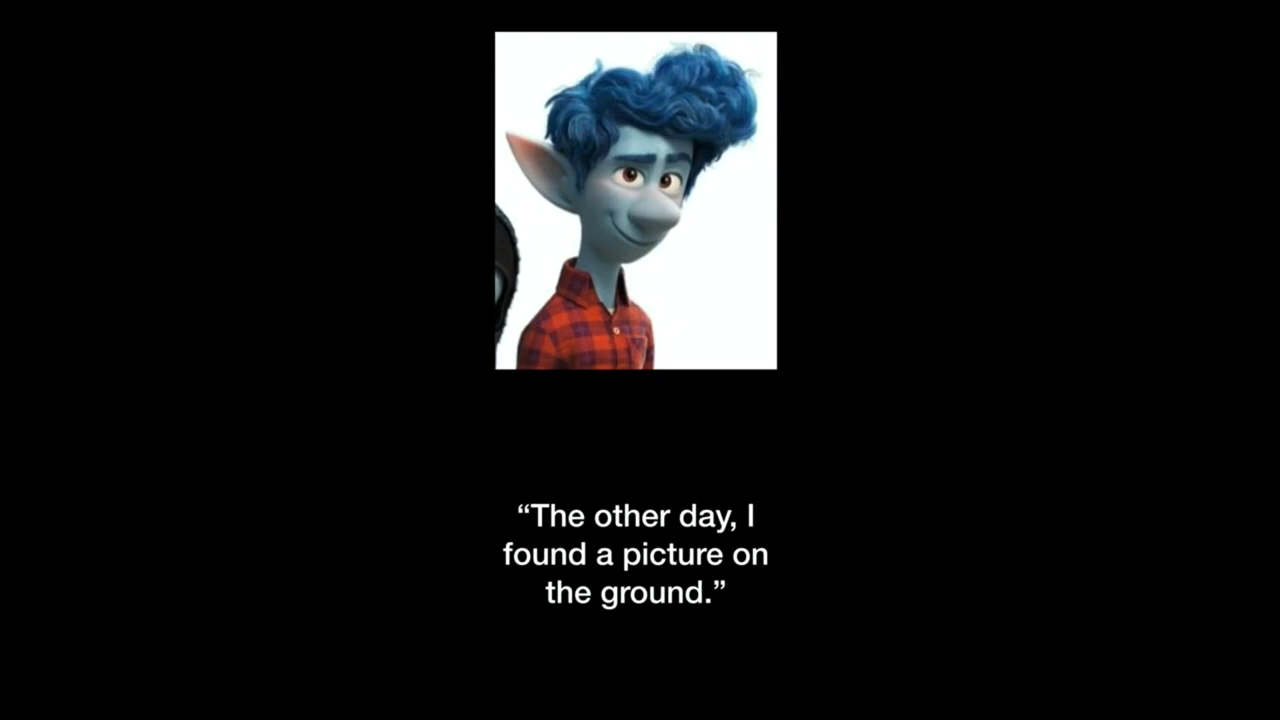 “The other day, I
found a picture on
the ground.”